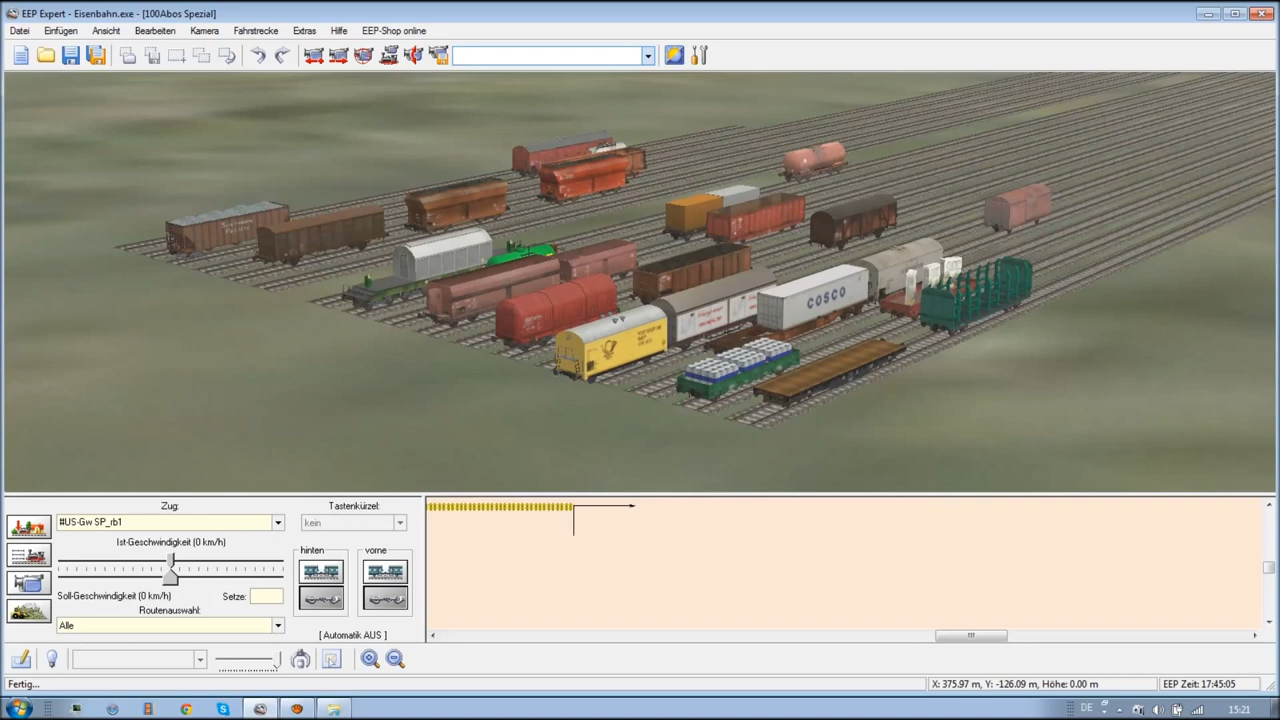 EEP Expert - Eisenbahn.exe - [100Abos Spezial]
Datei Einfügen Ansicht Bearbeiten Kamera Fahrstrecke Extras Hilfe EEP-Shop online
COSCO
Zug:
Tastenkürzel:
#US-Gw SP_rb1
kein
Ist-Geschwindigkeit (0 km/h)
hinten
vorne
Soll-Geschwindigkeit (0 km/h)
Setze:
Routenauswahl:
Alle
[ Automatik AUS ]
Fertig...
X: 375.97 m, Y: -126.09 m, Höhe: 0.00 m
EEP Zeit: 17:45:05
DE
15:21